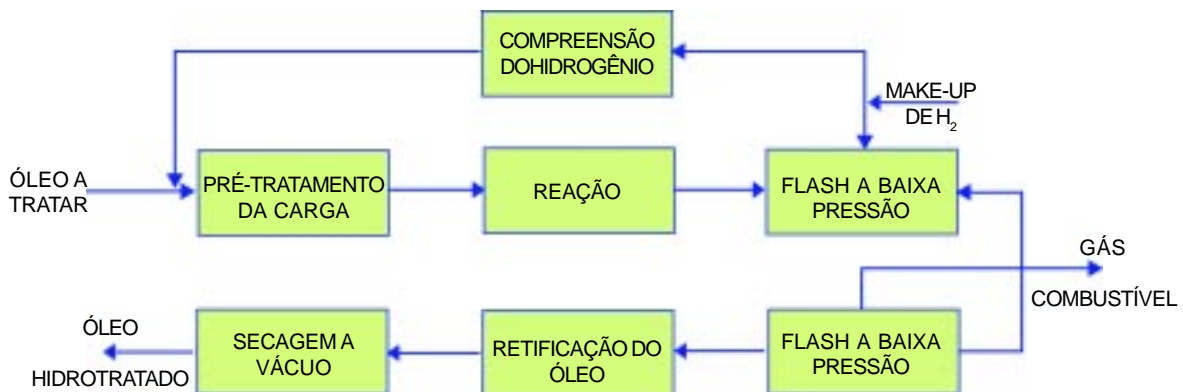 COMPREENSÃO
DOHIDROGÊNIO
MAKE-UP
DE H₂
ÓLEO A
TRATAR
PRÉ-TRATAMENTO
DA CARGA
REAÇÃO
FLASH A BAIXA
PRESSÃO
GÁS
COMBUSTÍVEL
ÓLEO
HIDROTRATADO
SECAGEM A
VÁCUO
RETIFICAÇÃO DO
ÓLEO
FLASH A BAIXA
PRESSÃO